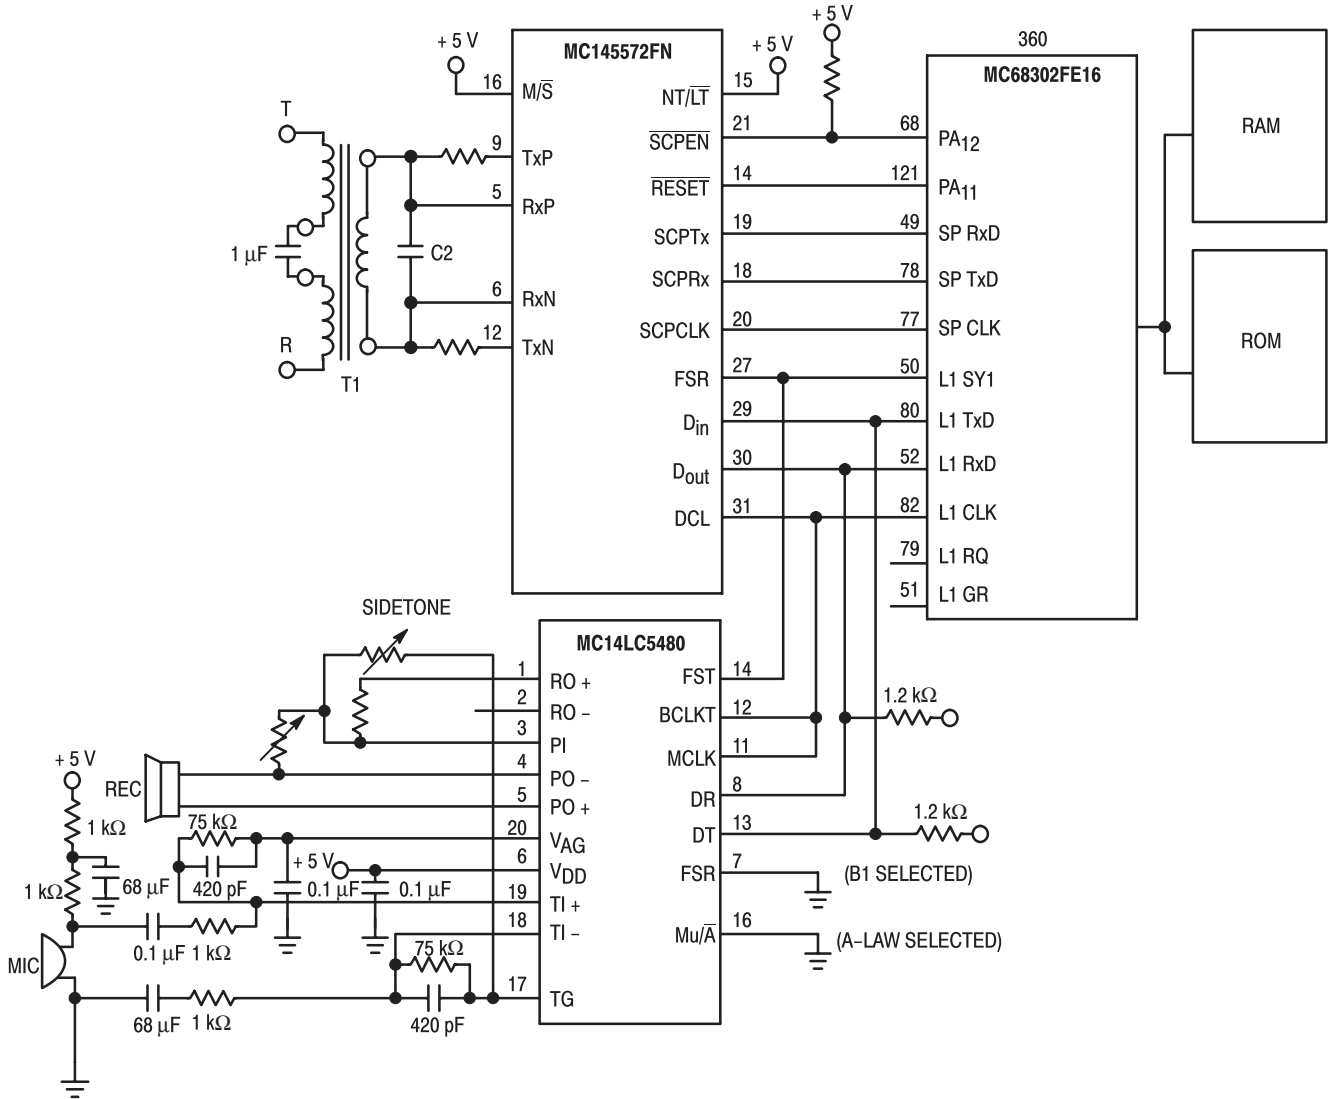 + 5 V
+ 5 V
+ 5 V
360
MC145572FN
MC68302FE16
RAM
ROM
16 M/S̅
NT/L̅T̅ 15
T
9 TxP
S̅C̅P̅E̅N̅ 21
68 PA12
5 RxP
R̅E̅S̅E̅T̅ 14
121 PA11
SCPTx 19
49 SP RxD
1 μF
C2
SCPRx 18
78 SP TxD
6 RxN
SCPCLK 20
77 SP CLK
R
12 TxN
T1
FSR 27
50 L1 SY1
Din 29
80 L1 TxD
Dout 30
52 L1 RxD
DCL 31
82 L1 CLK
79 L1 RQ
51 L1 GR
SIDETONE
MC14LC5480
1 RO +
FST 14
2 RO –
BCLKT 12
1.2 kΩ
3 PI
MCLK 11
+ 5 V
REC
4 PO –
DR 8
5 PO +
1.2 kΩ
1 kΩ
75 kΩ
20 VAG
DT 13
68 μF
420 pF
+ 5 V
6 VDD
FSR 7
(B1 SELECTED)
1 kΩ
0.1 μF
0.1 μF
19 TI +
18 TI –
Mu/A̅ 16
(A–LAW SELECTED)
0.1 μF
1 kΩ
75 kΩ
MIC
17 TG
68 μF
1 kΩ
420 pF